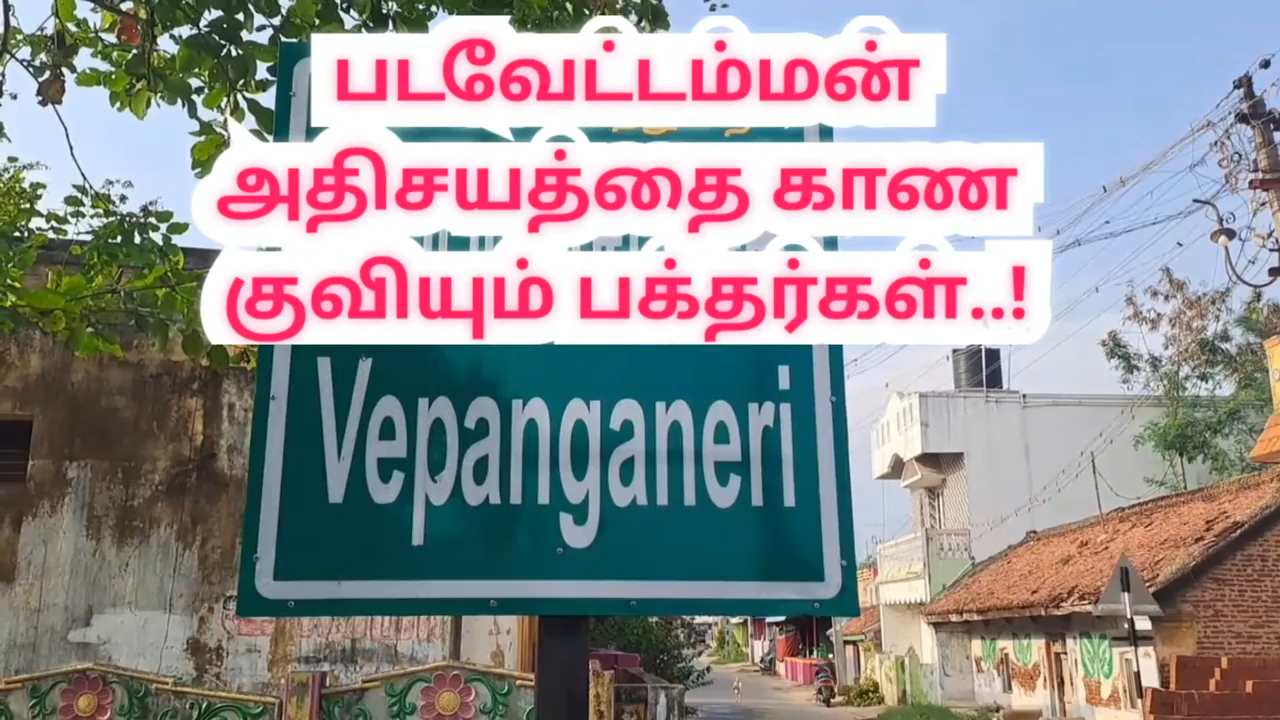 படவேட்டம்மன்
அதிசயத்தை காண
குவியும் பக்தர்கள்..!
Vepanganeri